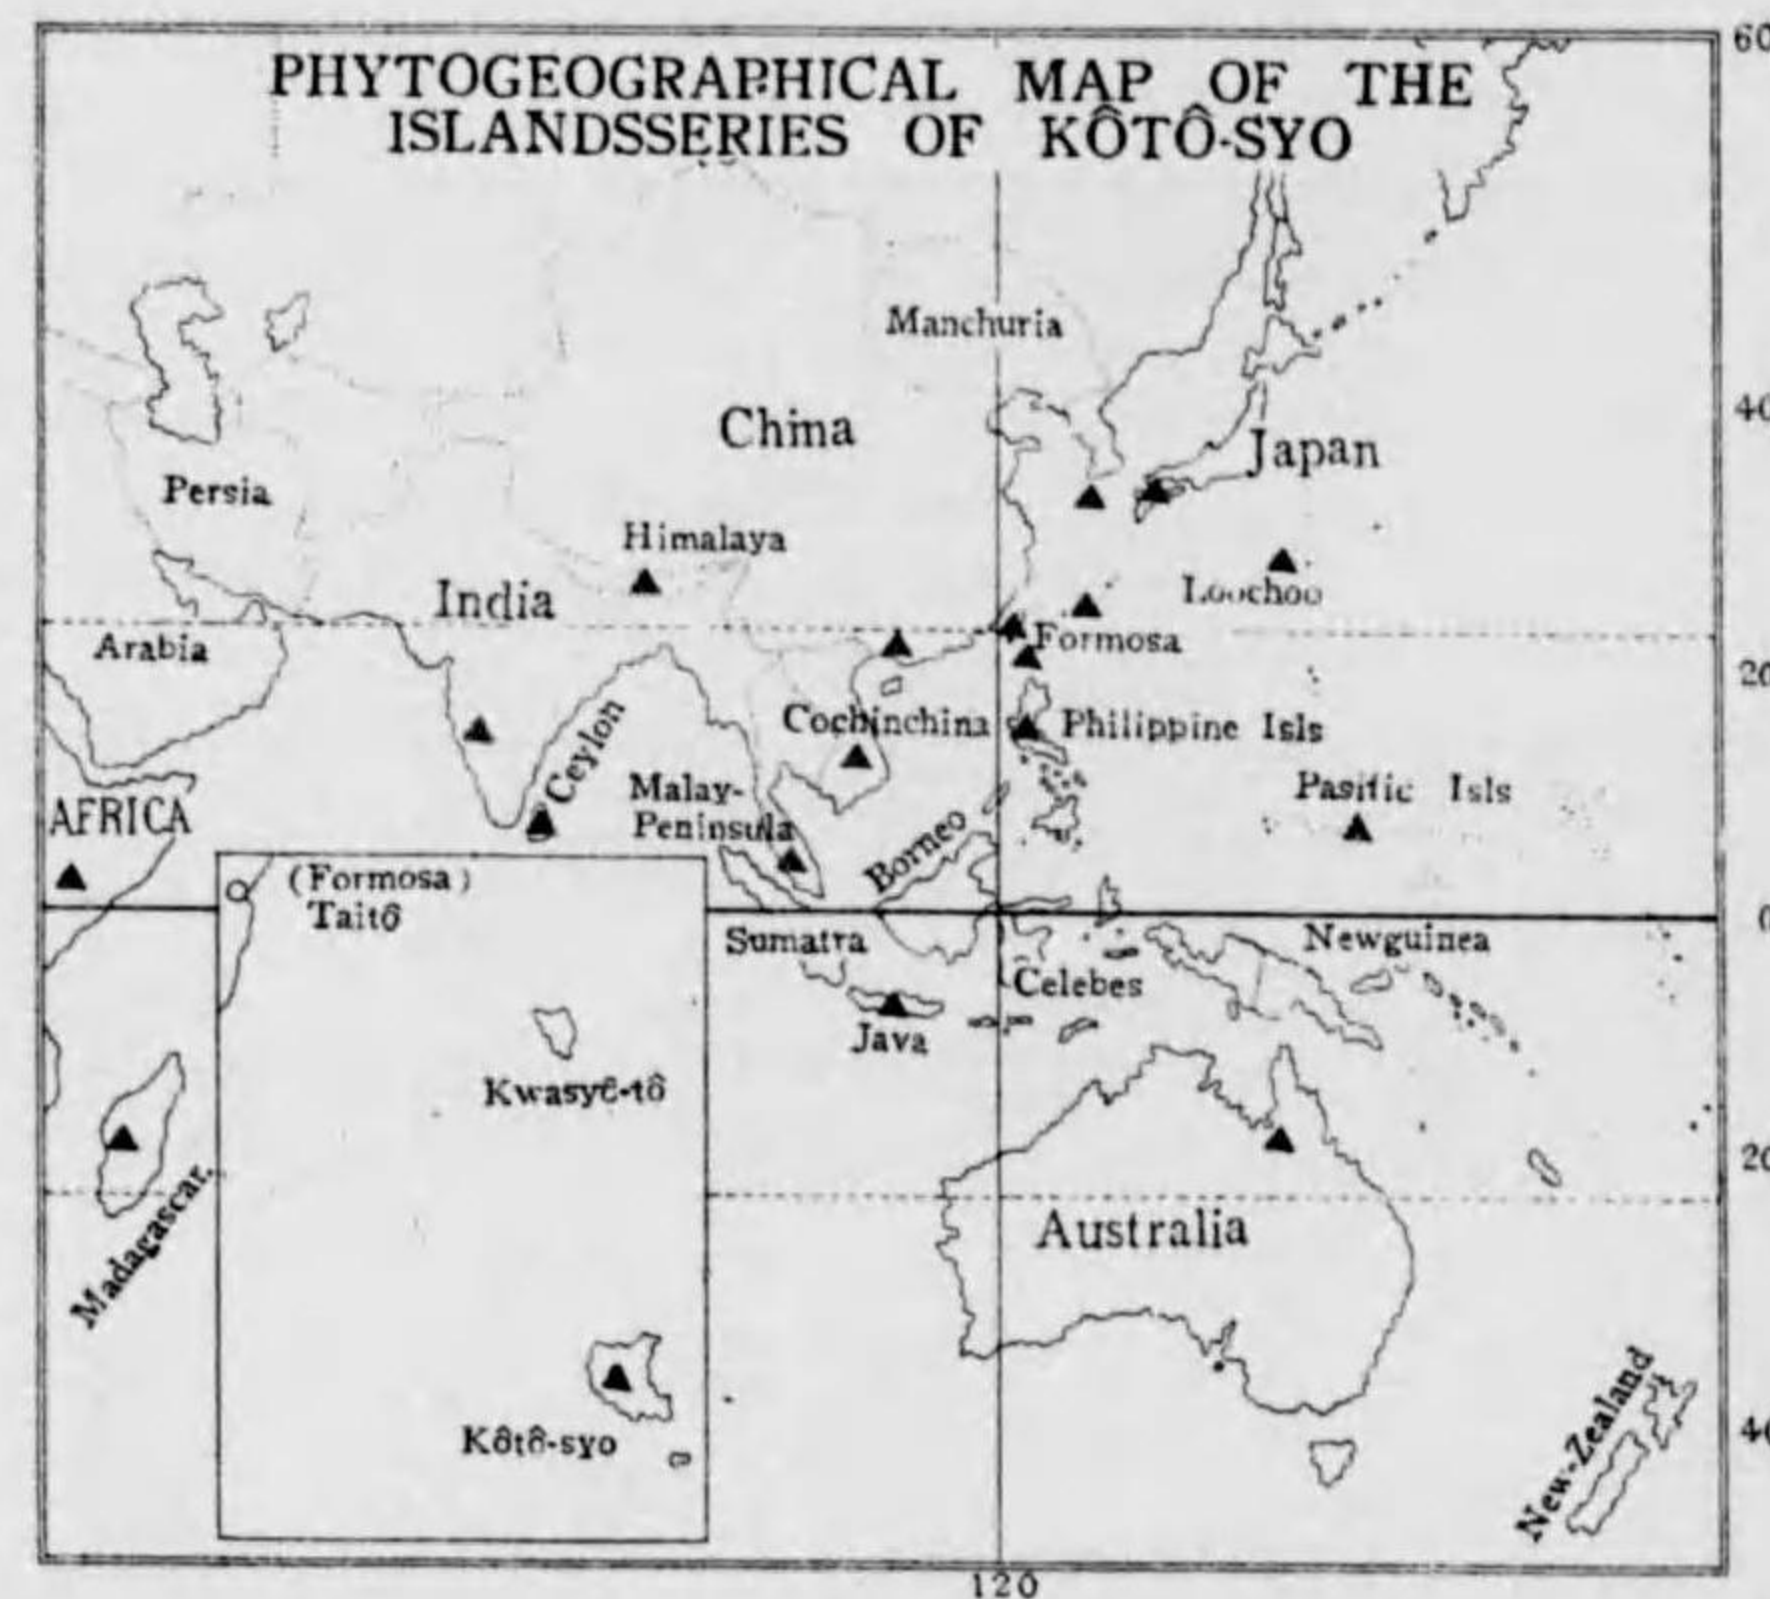 PHYTOGEOGRAPHICAL MAP OF THE
ISLANDSSERIES OF KÔTÔ-SYO
60
Manchuria
40
China
Japan
Persia
Himalaya
India
Loochoo
Formosa
Arabia
20
Ceylon
Cochinchina
Philippine Isls
Malay-
Peninsula
Pasific Isls
AFRICA
Borneo
(Formosa)
Taitô
0
Sumatra
Newguinea
Celebes
Java
Kwasyô-tô
20
Madagascar.
Australia
Kôtô-syo
New-Zealand
40
120